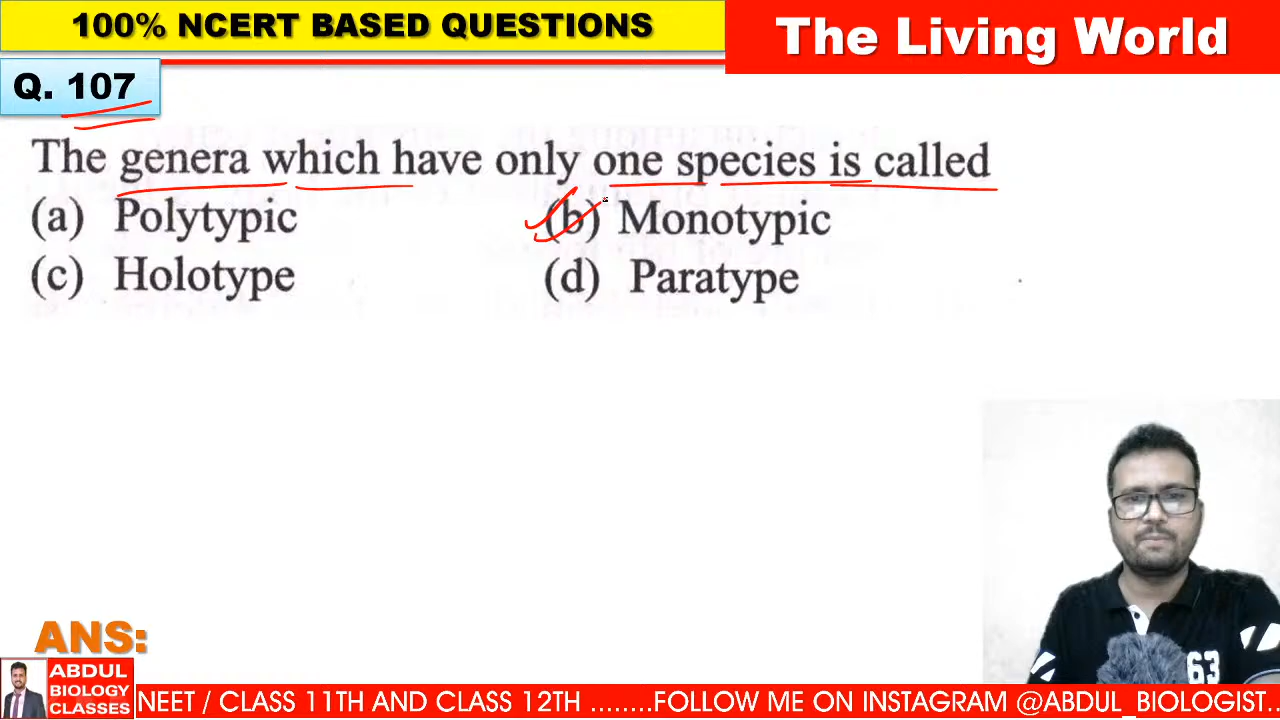 100% NCERT BASED QUESTIONS
The Living World
Q. 107
The genera which have only one species is called
(a) Polytypic
(b) Monotypic
(c) Holotype
(d) Paratype
63
ANS:
ABDUL
BIOLOGY
CLASSES
NEET / CLASS 11TH AND CLASS 12TH ........FOLLOW ME ON INSTAGRAM @ABDUL_BIOLOGIST..